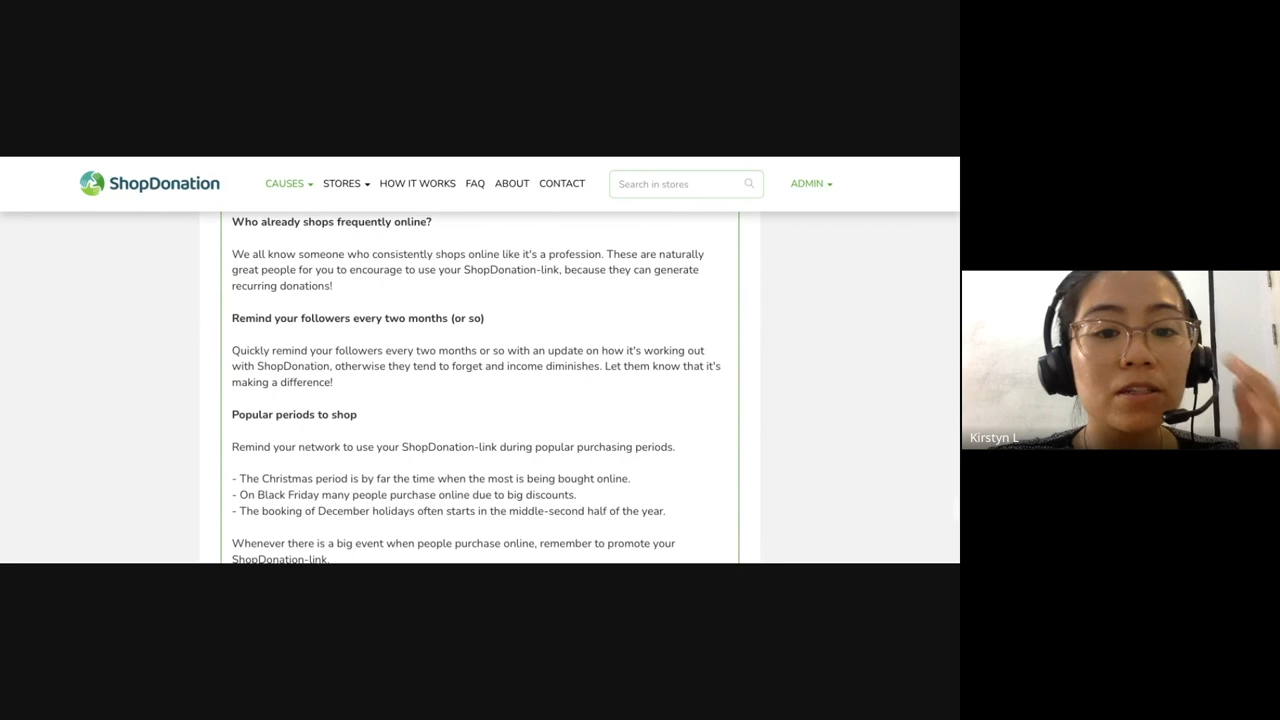 ShopDonation
CAUSES STORES HOW IT WORKS FAQ ABOUT CONTACT Search in stores ADMIN
Who already shops frequently online?
We all know someone who consistently shops online like it's a profession. These are naturally
great people for you to encourage to use your ShopDonation-link, because they can generate
recurring donations!
Remind your followers every two months (or so)
Quickly remind your followers every two months or so with an update on how it's working out
with ShopDonation, otherwise they tend to forget and income diminishes. Let them know that it's
making a difference!
Popular periods to shop
Remind your network to use your ShopDonation-link during popular purchasing periods.
- The Christmas period is by far the time when the most is being bought online.
- On Black Friday many people purchase online due to big discounts.
- The booking of December holidays often starts in the middle-second half of the year.
Whenever there is a big event when people purchase online, remember to promote your
ShopDonation-link.
Kirstyn L